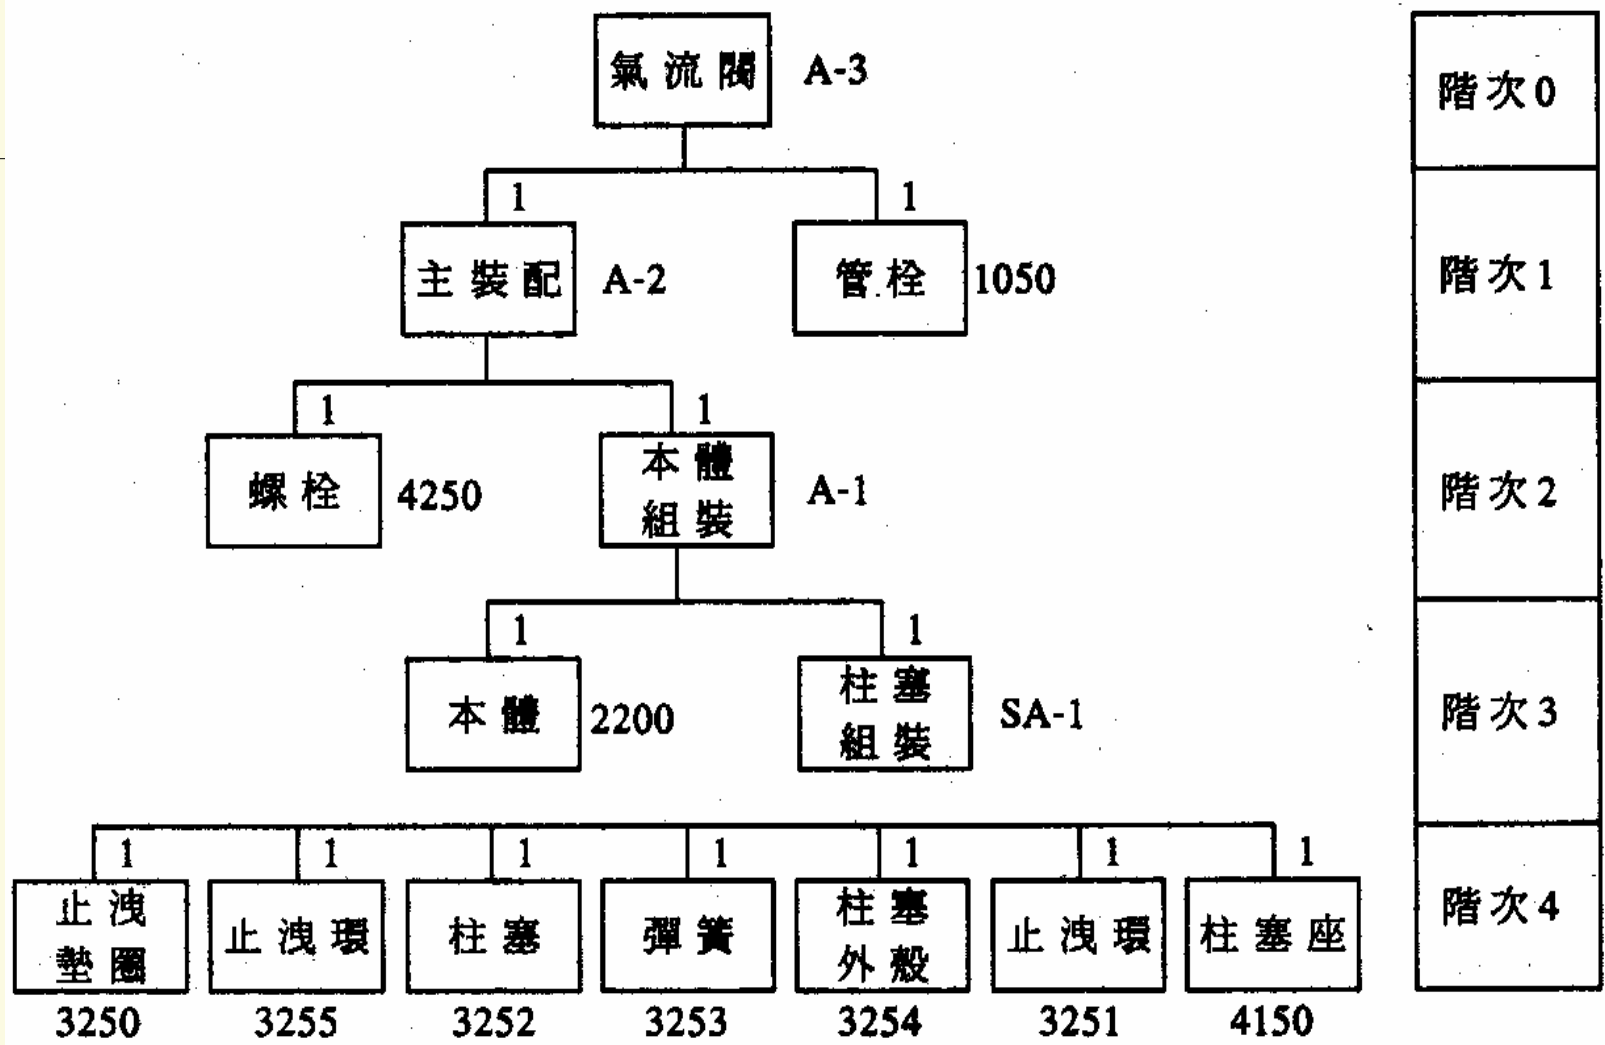 氣流閥
A-3
階次0
1
1
主裝配
A-2
管栓
1050
階次1
1
1
螺栓
4250
本體
組裝
A-1
階次2
1
1
本體
2200
柱塞
組裝
SA-1
階次3
1
1
1
1
1
1
1
止洩
墊圈
止洩環
柱塞
彈簧
柱塞
外殼
止洩環
柱塞座
階次4
3250
3255
3252
3253
3254
3251
4150